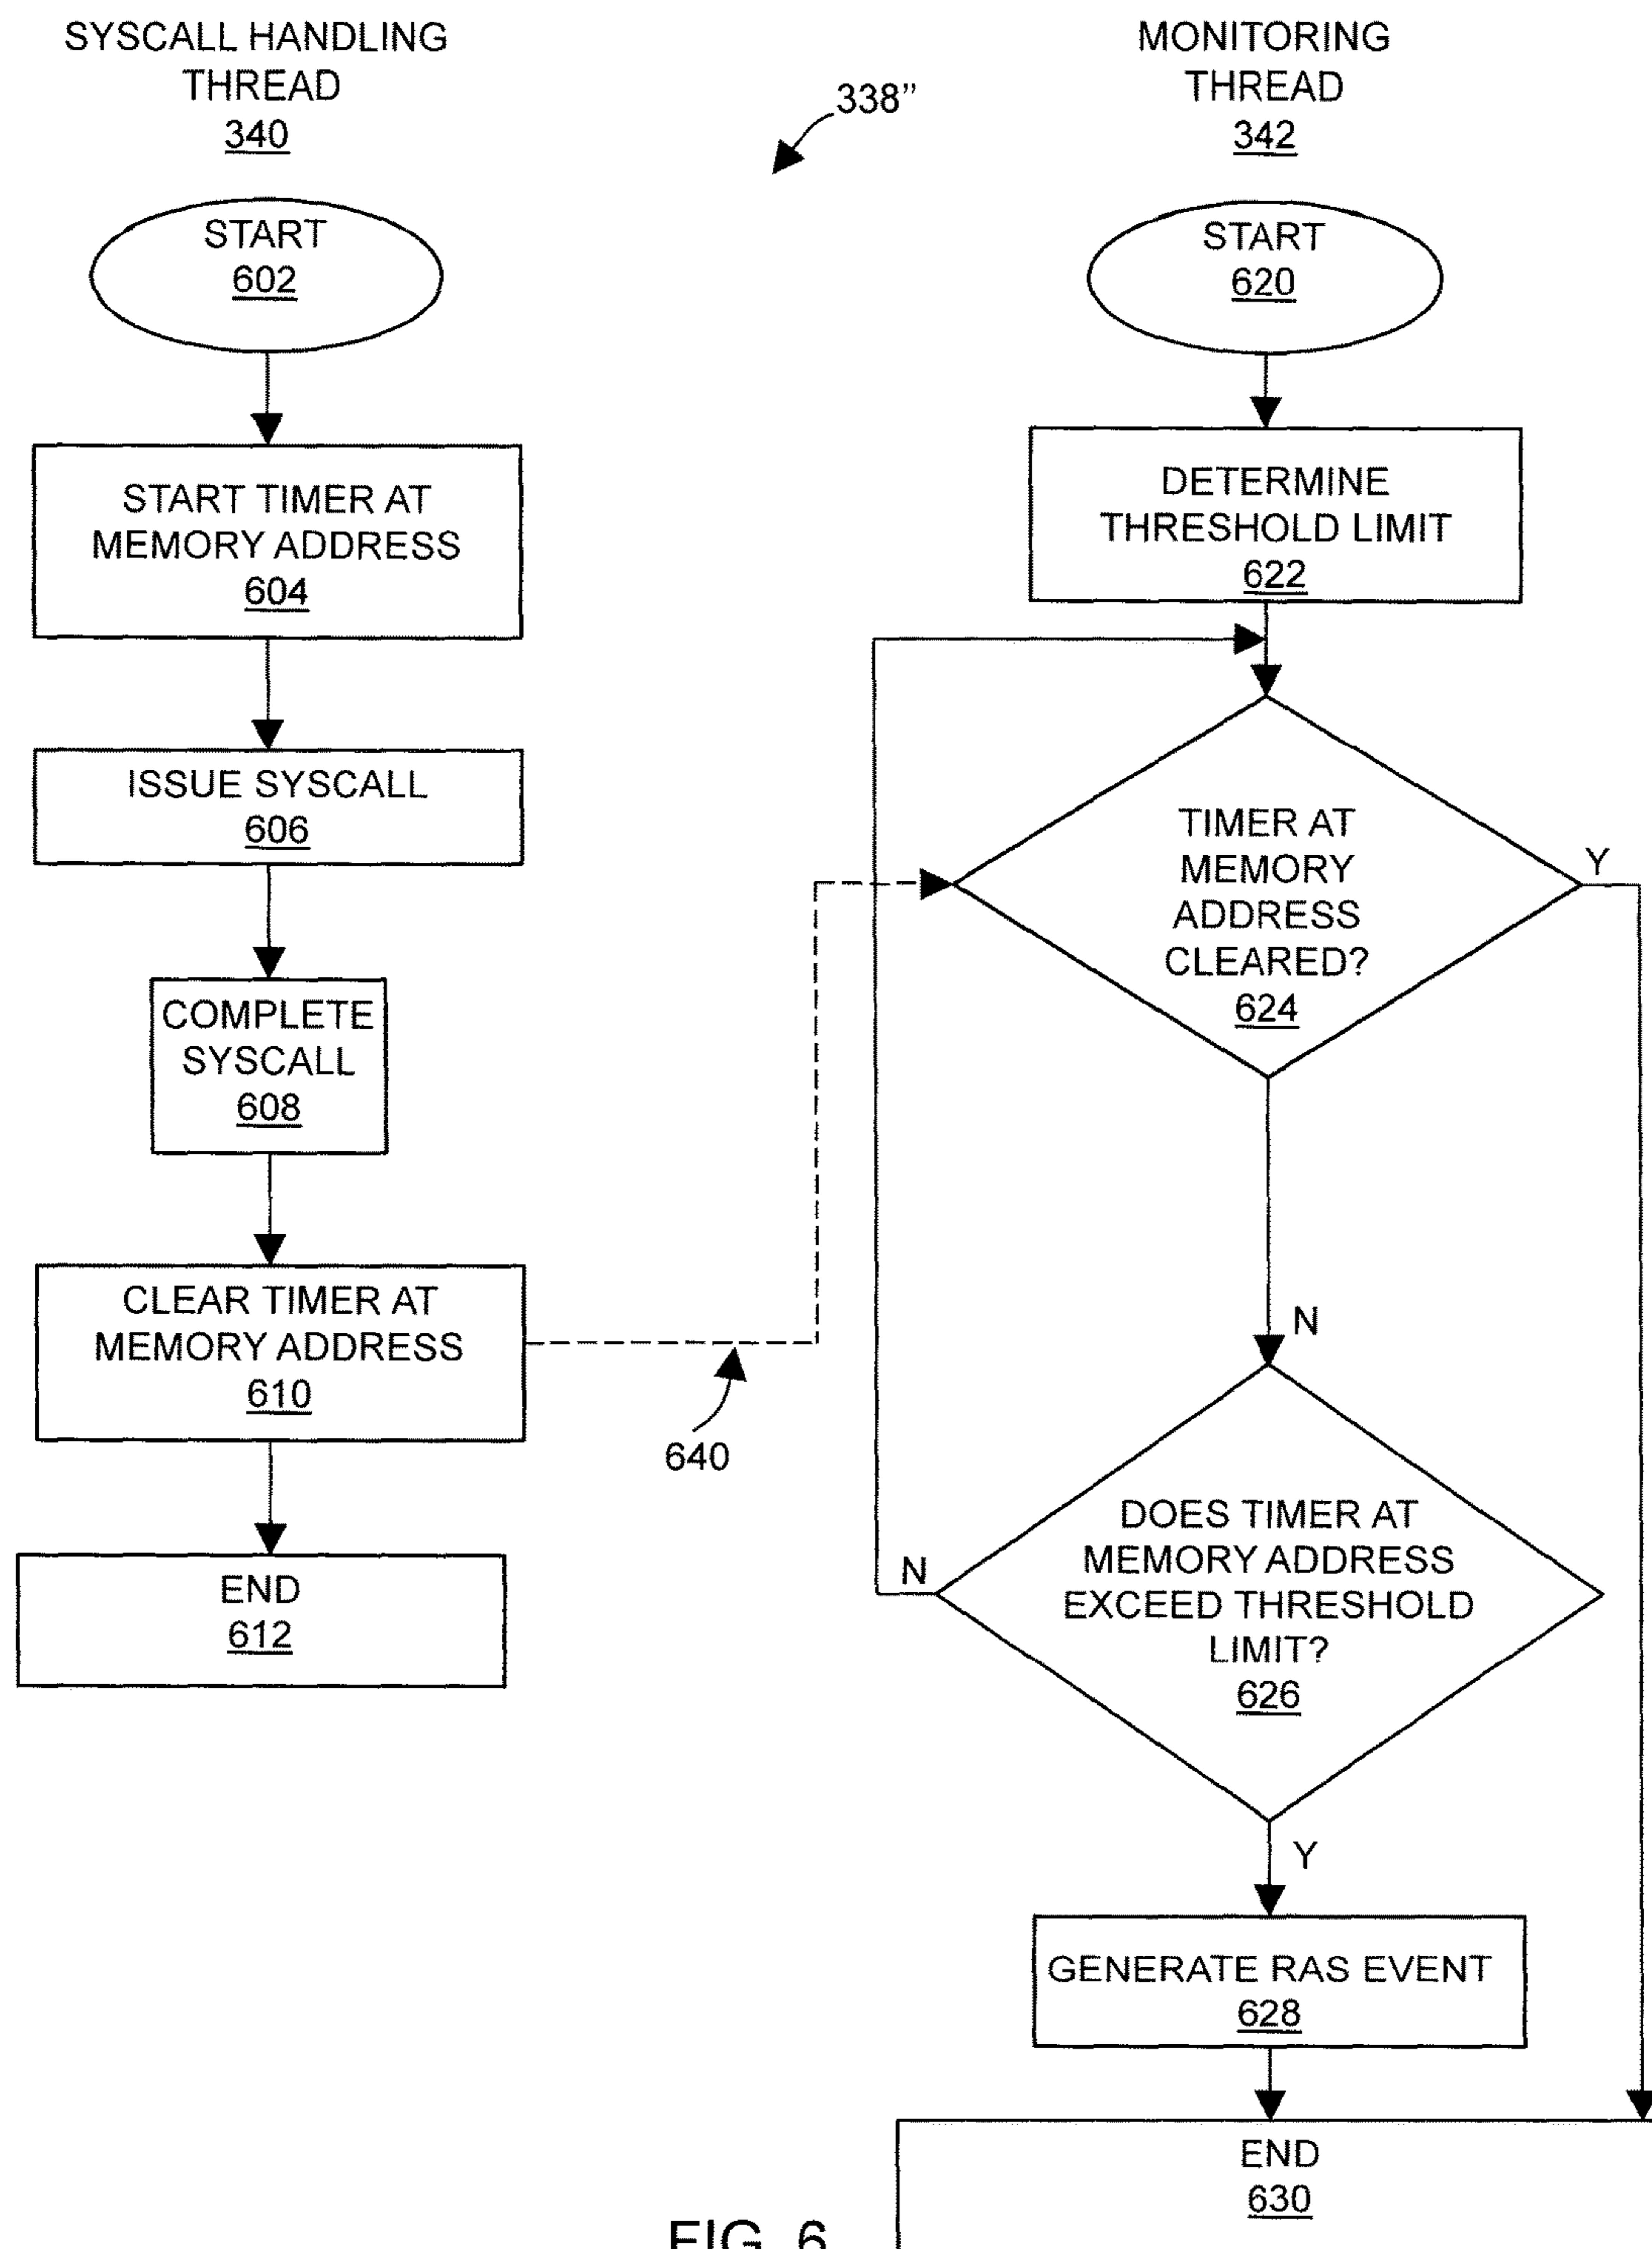 SYSCALL HANDLING
THREAD
340
START
602
START TIMER AT
MEMORY ADDRESS
604
ISSUE SYSCALL
606
COMPLETE
SYSCALL
608
CLEAR TIMER AT
MEMORY ADDRESS
610
END
612
338”
640
MONITORING
THREAD
342
START
620
DETERMINE
THRESHOLD LIMIT
622
TIMER AT
MEMORY
ADDRESS
CLEARED?
624
Y
N
DOES TIMER AT
MEMORY ADDRESS
EXCEED THRESHOLD
LIMIT?
626
N
Y
GENERATE RAS EVENT
628
END
630
FIG. 6